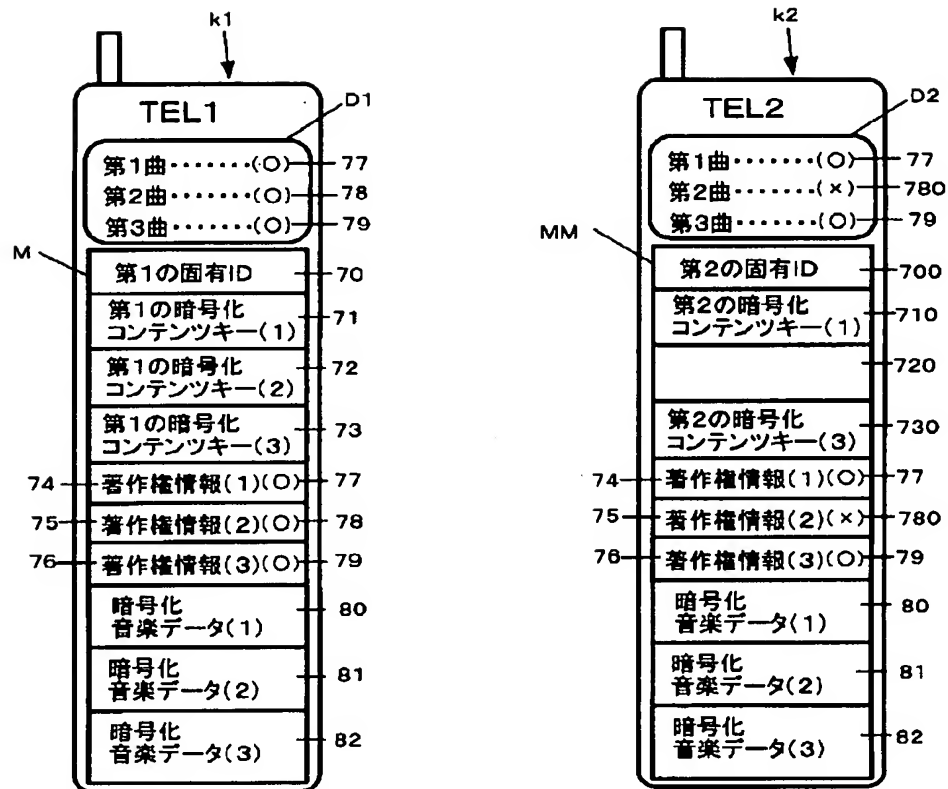 k1
TEL1
D1
第1曲・・・・・・・(○) 77
第2曲・・・・・・・(○) 78
第3曲・・・・・・・(○) 79
M
第1の固有ID 70
第1の暗号化
コンテンツキー(1) 71
第1の暗号化
コンテンツキー(2) 72
第1の暗号化
コンテンツキー(3) 73
74 著作権情報(1)(○) 77
75 著作権情報(2)(○) 78
76 著作権情報(3)(○) 79
暗号化
音楽データ(1) 80
暗号化
音楽データ(2) 81
暗号化
音楽データ(3) 82
k2
TEL2
D2
第1曲・・・・・・・(○) 77
第2曲・・・・・・・(×) 780
第3曲・・・・・・・(○) 79
MM
第2の固有ID 700
第2の暗号化
コンテンツキー(1) 710
720
第2の暗号化
コンテンツキー(3) 730
74 著作権情報(1)(○) 77
75 著作権情報(2)(×) 780
76 著作権情報(3)(○) 79
暗号化
音楽データ(1) 80
暗号化
音楽データ(2) 81
暗号化
音楽データ(3) 82